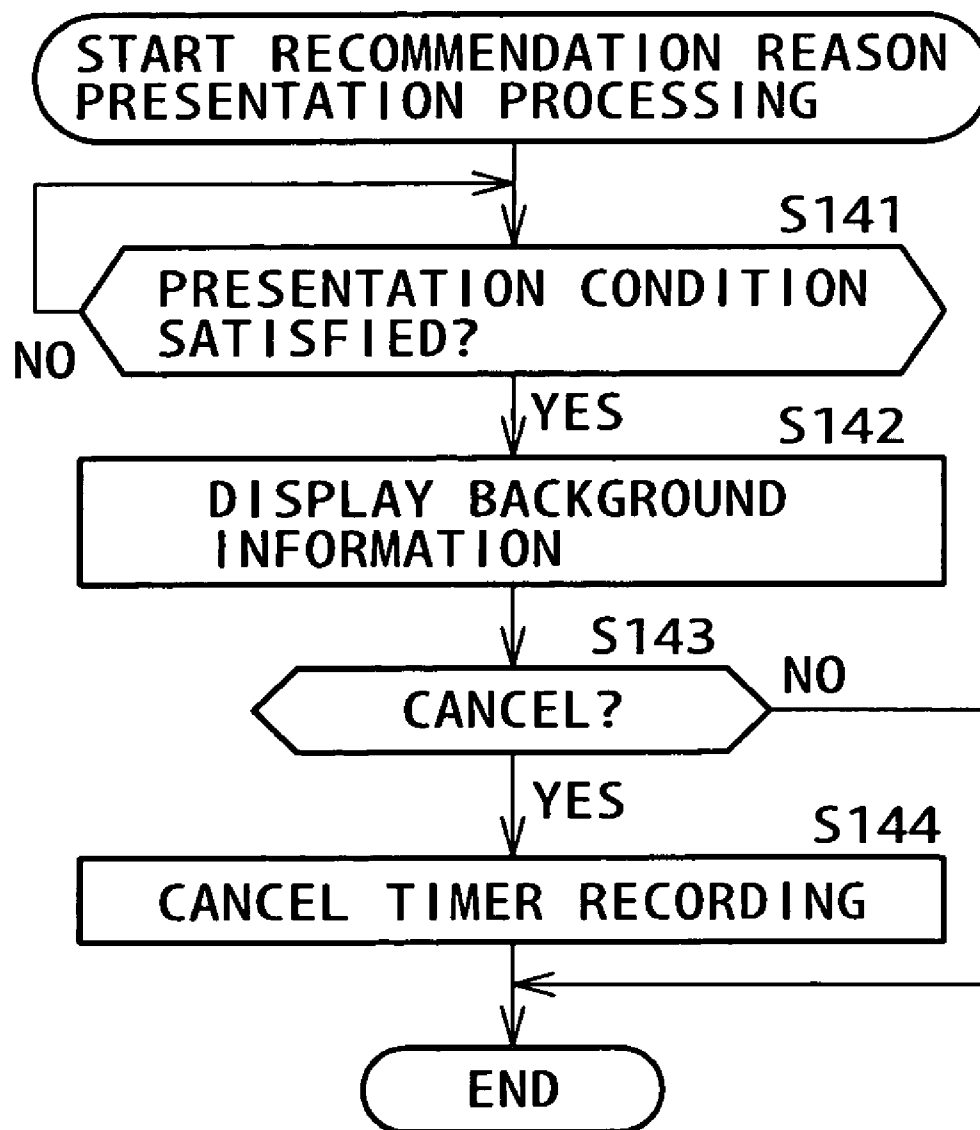 START RECOMMENDATION REASON
PRESENTATION PROCESSING
S141
PRESENTATION CONDITION
SATISFIED?
NO
YES
S142
DISPLAY BACKGROUND
INFORMATION
S143
CANCEL?
NO
YES
S144
CANCEL TIMER RECORDING
END